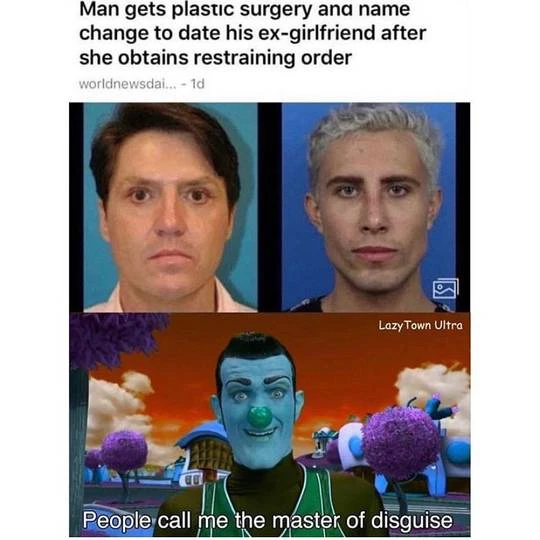 Man gets plastic surgery and name
change to date his ex-girlfriend after
she obtains restraining order
worldnewsdai... - 1d
LazyTown Ultra
People call me the master of disguise